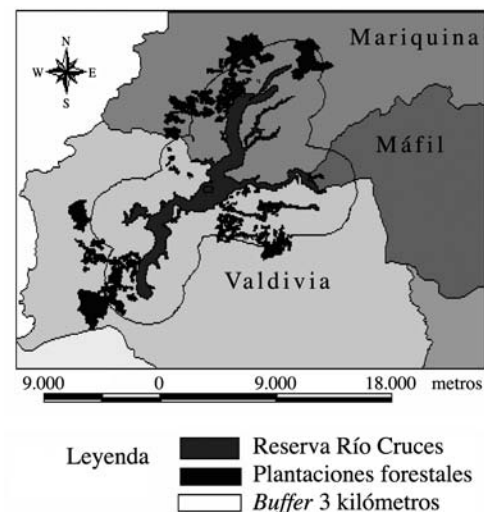 N
W E
S
Mariquina
Máfil
Valdivia
9.000 0 9.000 18.000 metros
Leyenda
Reserva Río Cruces
Plantaciones forestales
Buffer 3 kilómetros